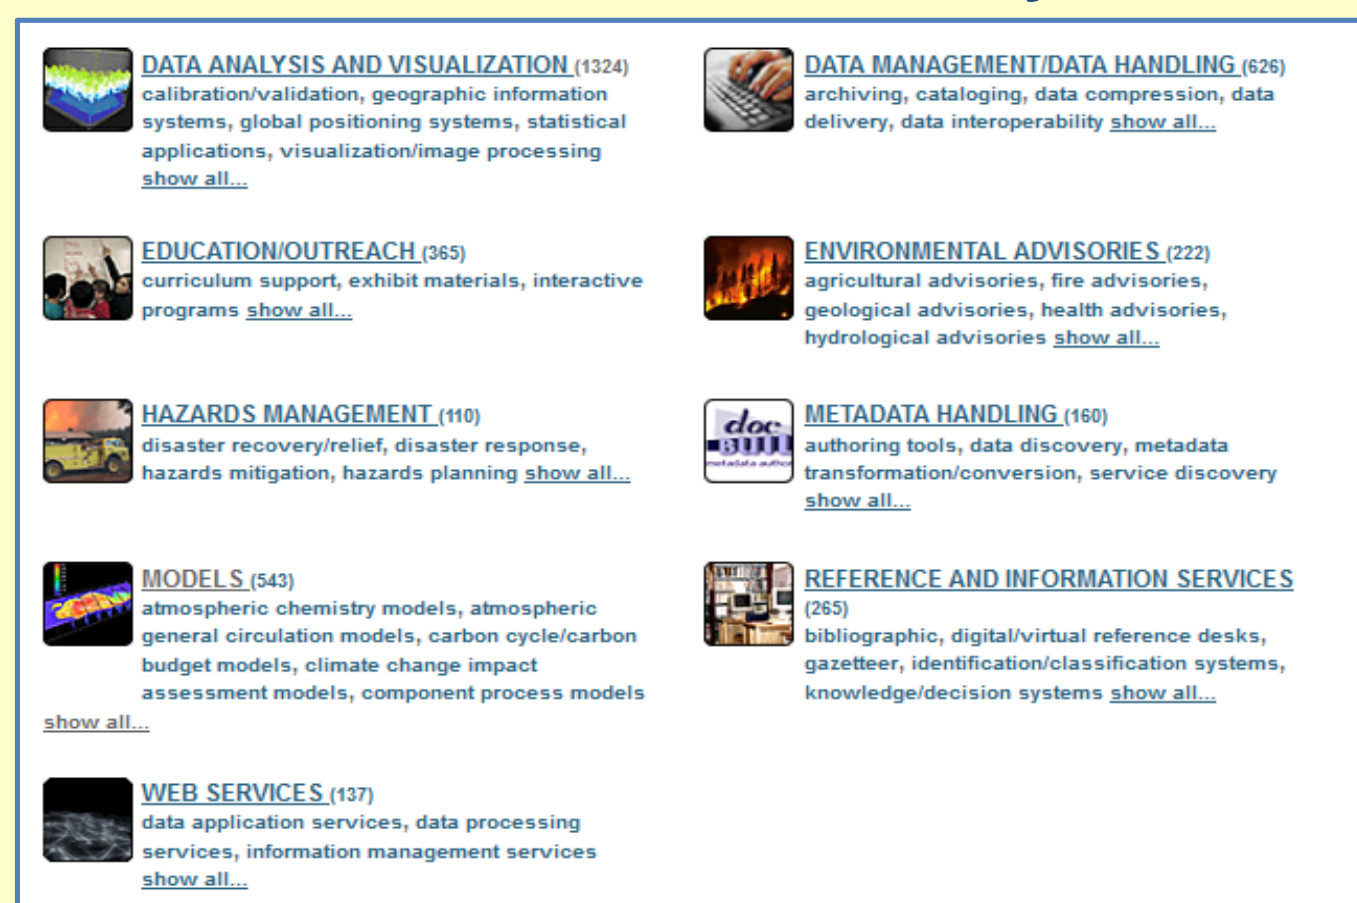 DATA ANALYSIS AND VISUALIZATION (1324)
calibration/validation, geographic information
systems, global positioning systems, statistical
applications, visualization/image processing
show all...
DATA MANAGEMENT/DATA HANDLING (626)
archiving, cataloging, data compression, data
delivery, data interoperability show all...
EDUCATION/OUTREACH (365)
curriculum support, exhibit materials, interactive
programs show all...
ENVIRONMENTAL ADVISORIES (222)
agricultural advisories, fire advisories,
geological advisories, health advisories,
hydrological advisories show all...
HAZARDS MANAGEMENT (110)
disaster recovery/relief, disaster response,
hazards mitigation, hazards planning show all...
doc
BUIL
metadata author
METADATA HANDLING (160)
authoring tools, data discovery, metadata
transformation/conversion, service discovery
show all...
MODELS (543)
atmospheric chemistry models, atmospheric
general circulation models, carbon cycle/carbon
budget models, climate change impact
assessment models, component process models
show all...
REFERENCE AND INFORMATION SERVICES
(265)
bibliographic, digital/virtual reference desks,
gazetteer, identification/classification systems,
knowledge/decision systems show all...
WEB SERVICES (137)
data application services, data processing
services, information management services
show all...